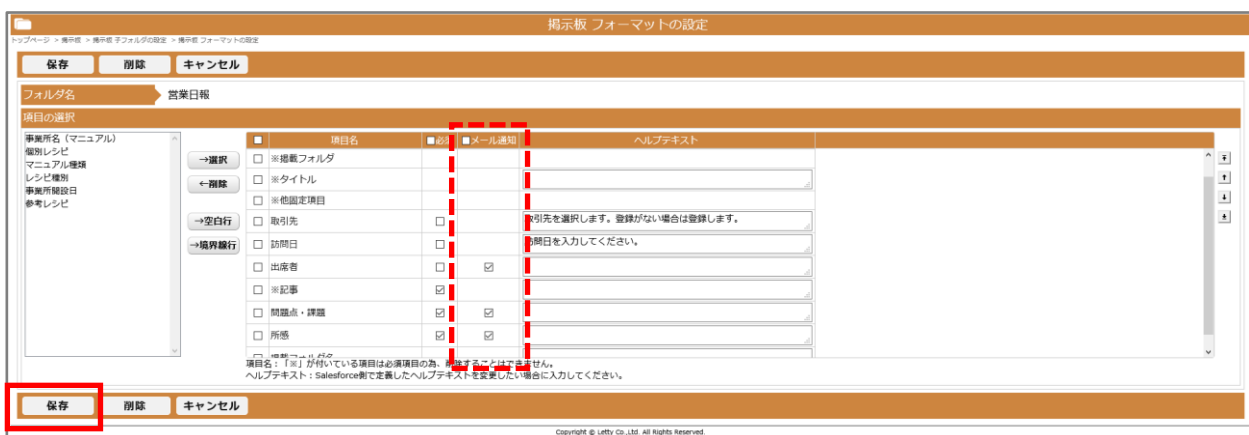 掲示板 フォーマットの設定
トップページ > 掲示板 > 掲示板 子フォルダの設定 > 掲示板 フォーマットの設定
保存 削除 キャンセル
フォルダ名 営業日報
項目の選択
事業所名（マニュアル）
個別レシピ
マニュアル種類
レシピ種別
事業所開設日
参考レシピ
→選択
←削除
→空白行
→境界線行
項目名 必須 メール通知 ヘルプテキスト
※掲載フォルダ
※タイトル
※他固定項目
取引先 取引先を選択します。登録がない場合は登録します。
訪問日 訪問日を入力してください。
出席者
※記事
問題点・課題
所感
掲載フォルダ名
項目名：「※」が付いている項目は必須項目の為、削除することはできません。
ヘルプテキスト：Salesforce側で定義したヘルプテキストを変更したい場合に入力してください。
保存 削除 キャンセル
Copyright © Letty Co.,Ltd. All Rights Reserved.